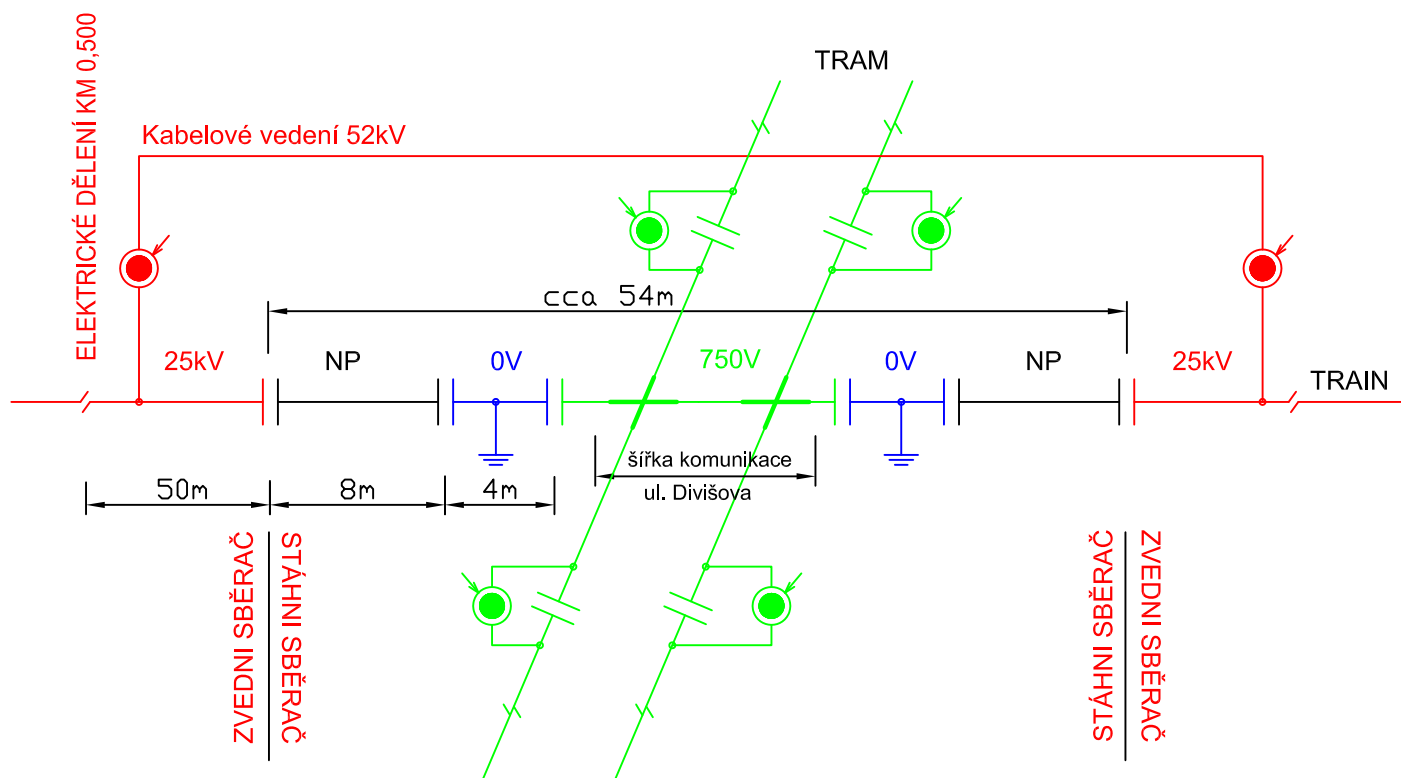 ELEKTRICKÉ DĚLENÍ KM 0,500
TRAM
Kabelové vedení 52kV
cca 54m
25kV
NP
0V
750V
0V
NP
25kV
TRAIN
šířka komunikace
ul. Divišova
50m
8m
4m
ZVEDNI SBĚRAČ
STÁHNI SBĚRAČ
STÁHNI SBĚRAČ
ZVEDNI SBĚRAČ